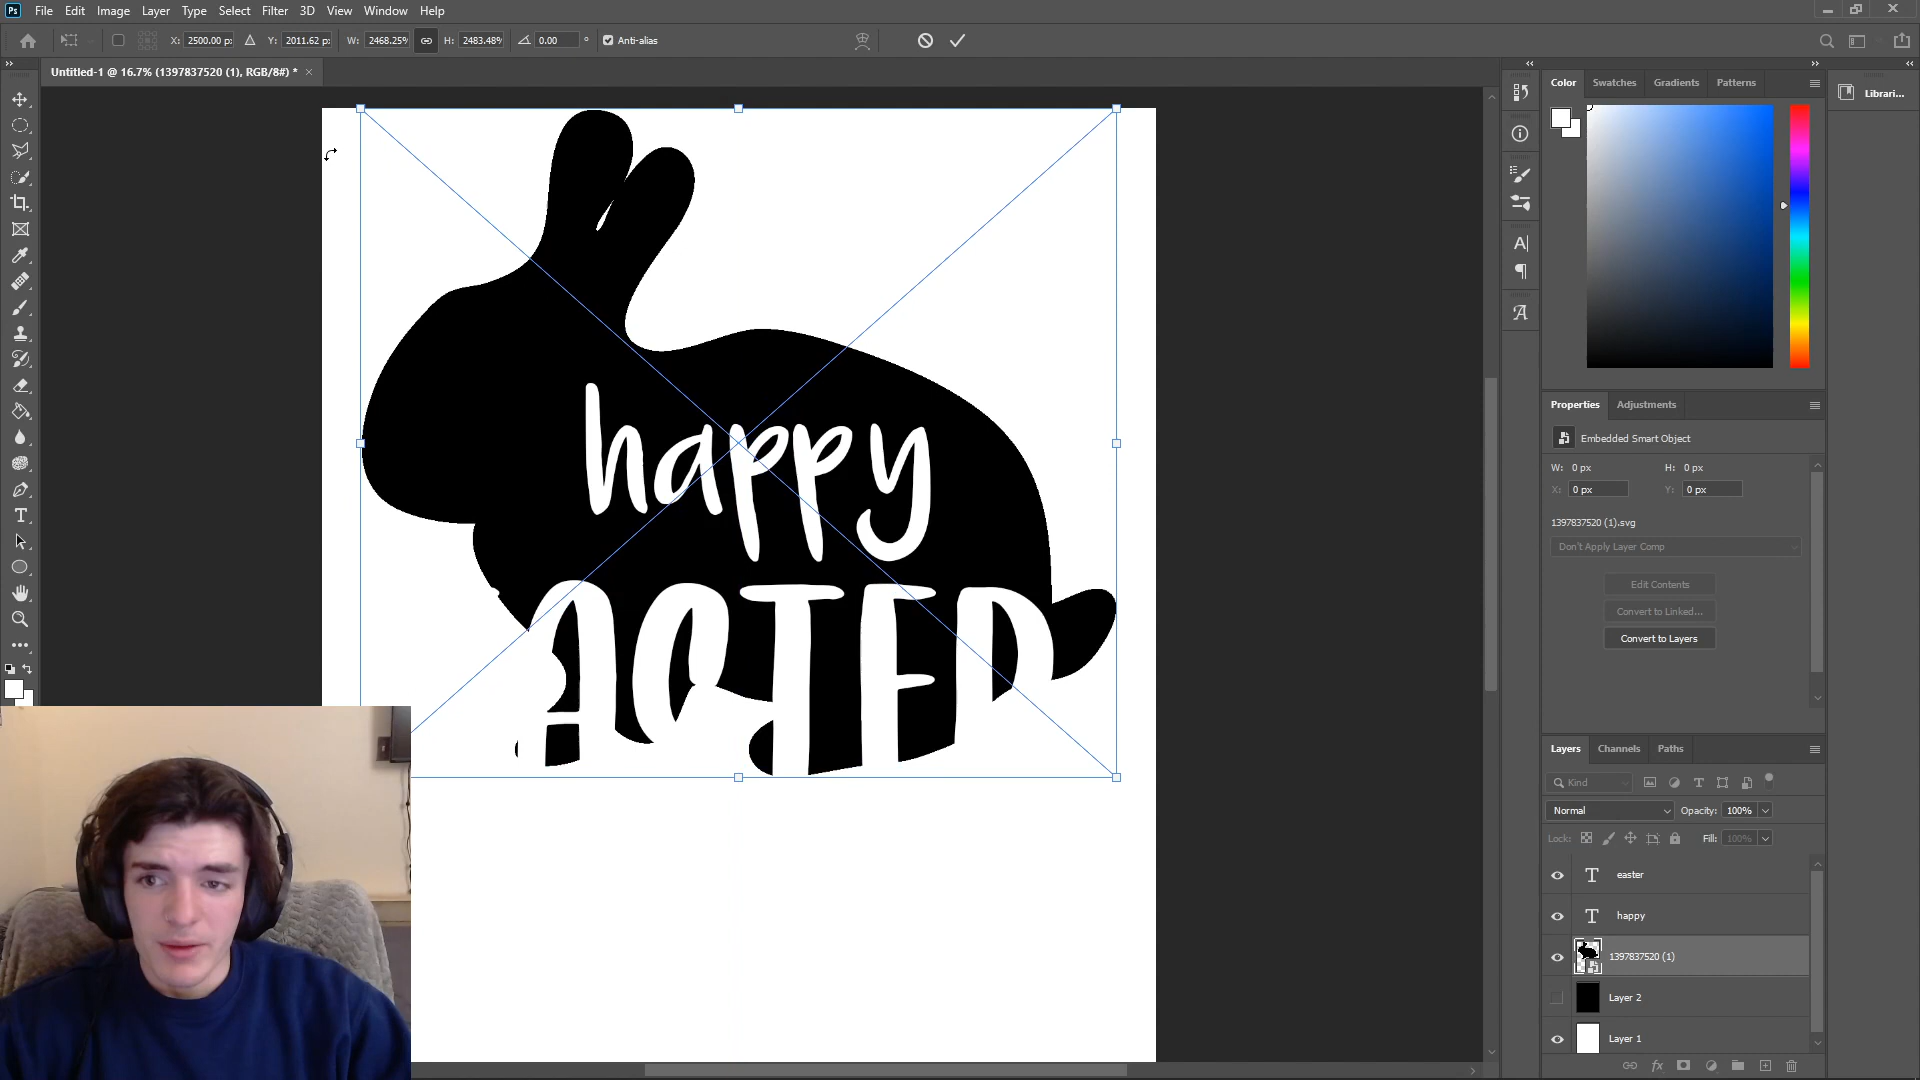 Ps File Edit Image Layer Type Select Filter 3D View Window Help
X: 2500.00 p: Y: 2011.62 p: W: 2468.25% H: 2483.48% 0.00 ° Anti-alias
Untitled-1 @ 16.7% (1397837520 (1), RGB/8#) * ×
Color Swatches Gradients Patterns
Librari...
happy
Properties Adjustments
Embedded Smart Object
W: 0 px H: 0 px
X: 0 px Y: 0 px
1397837520 (1).svg
Don't Apply Layer Comp
Edit Contents
Convert to Linked...
Convert to Layers
Layers Channels Paths
Kind
Normal Opacity: 100%
Lock: Fill: 100%
easter
happy
1397837520 (1)
Layer 2
Layer 1